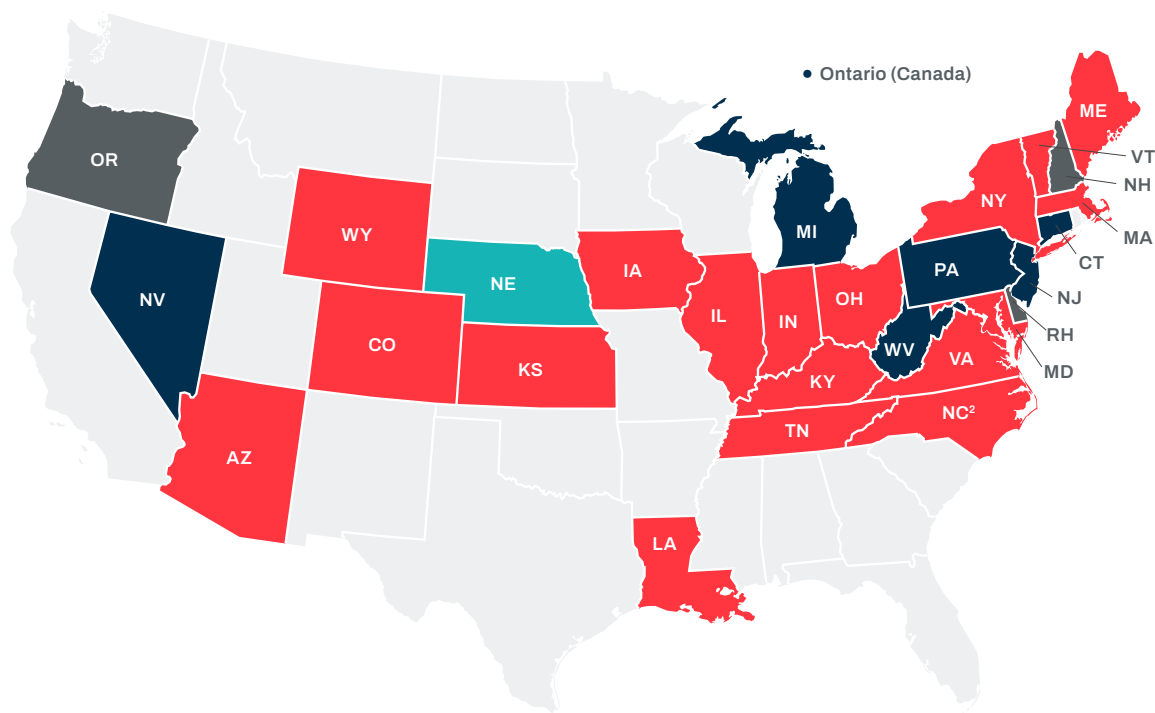 Ontario (Canada)
ME
OR
VT
NH
NY
WY
MI
MA
IA
CT
PA
NE
NV
NJ
OH
IL
IN
RH
CO
WV
VA
KS
MD
KY
NC²
TN
AZ
LA